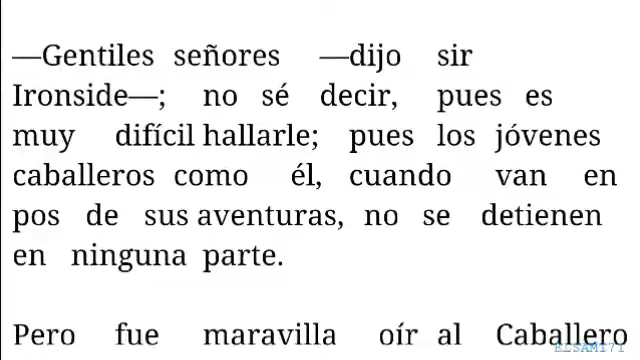 —Gentiles señores —dijo sir
Ironside—; no sé decir, pues es
muy difícil hallarle; pues los jóvenes
caballeros como él, cuando van en
pos de sus aventuras, no se detienen
en ninguna parte.
Pero fue maravilla oír al Caballero
ELSAMI71